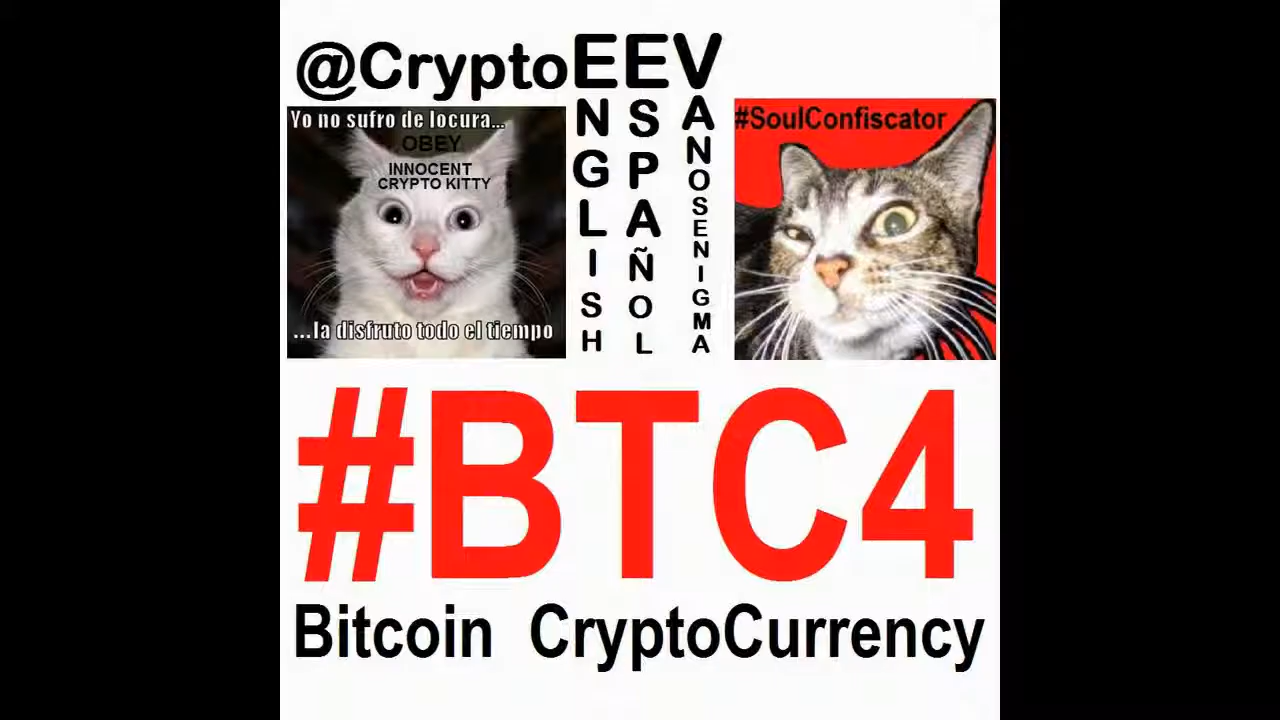 @CryptoEEV
ENGLISH
ESPAÑOL
VANOSENIGMA
Yo no sufro de locura...
OBEY
INNOCENT
CRYPTO KITTY
...la disfruto todo el tiempo
#SoulConfiscator
#BTC4
Bitcoin CryptoCurrency